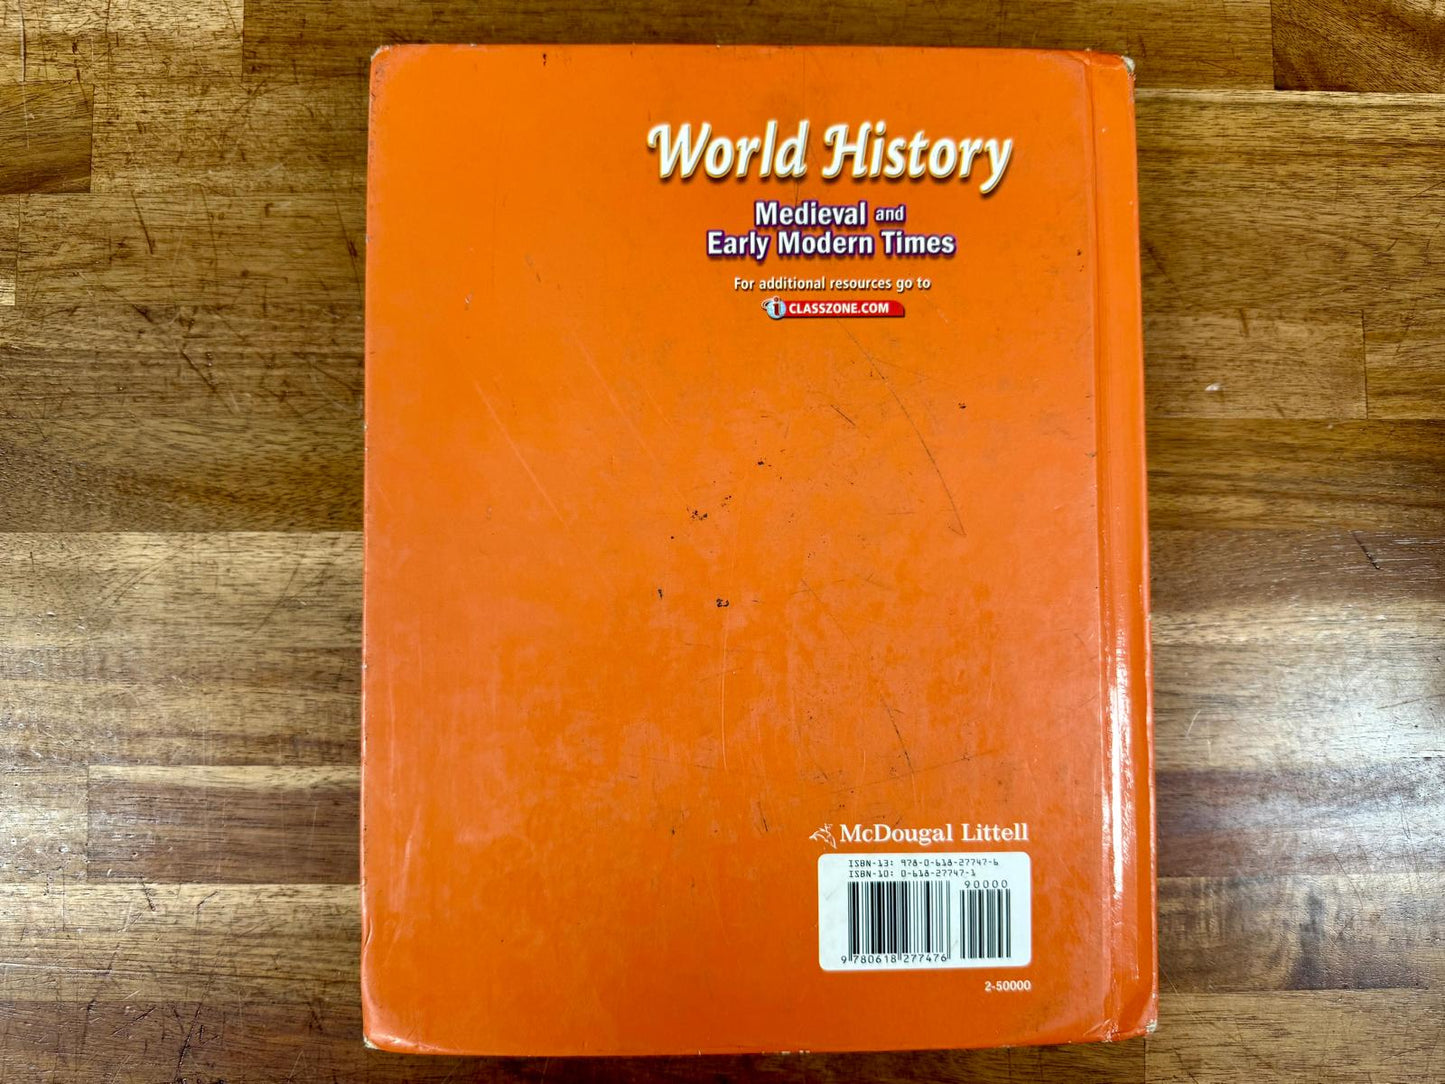 World History
Medieval and
Early Modern Times
For additional resources go to
CLASSZONE.COM
McDougal Littell
ISBN-13: 978-0-618-27747-6
ISBN-10: 0-618-27747-1
90000
9 780618 277476
2-50000